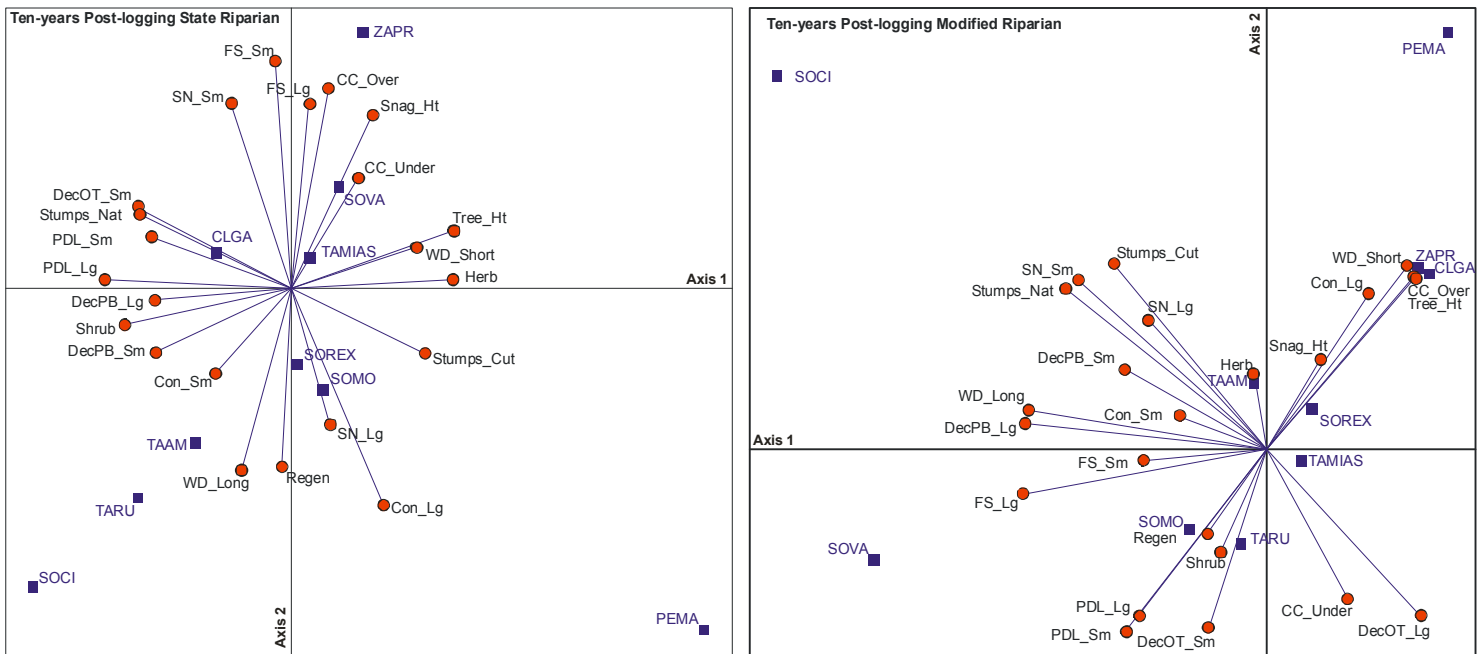 Ten-years Post-logging State Riparian
ZAPR
FS_Sm
CC_Over
FS_Lg
SN_Sm
Snag_Ht
CC_Under
SOVA
DecOT_Sm
Stumps_Nat
Tree_Ht
PDL_Sm
CLGA
TAMIAS
WD_Short
PDL_Lg
Herb
Axis 1
DecPB_Lg
Shrub
DecPB_Sm
SOREX
Stumps_Cut
Con_Sm
SOMO
SN_Lg
TAAM
WD_Long
Regen
TARU
Con_Lg
SOCI
Axis 2
PEMA
Ten-years Post-logging Modified Riparian
Axis 2
PEMA
SOCI
Stumps_Cut
SN_Sm
Stumps_Nat
WD_Short
ZAPR
CLGA
Con_Lg
CC_Over
Tree_Ht
SN_Lg
Snag_Ht
DecPB_Sm
Herb
TAAM
WD_Long
Con_Sm
SOREX
DecPB_Lg
Axis 1
FS_Sm
TAMIAS
FS_Lg
SOMO
Regen
TARU
SOVA
Shrub
PDL_Lg
CC_Under
PDL_Sm
DecOT_Sm
DecOT_Lg